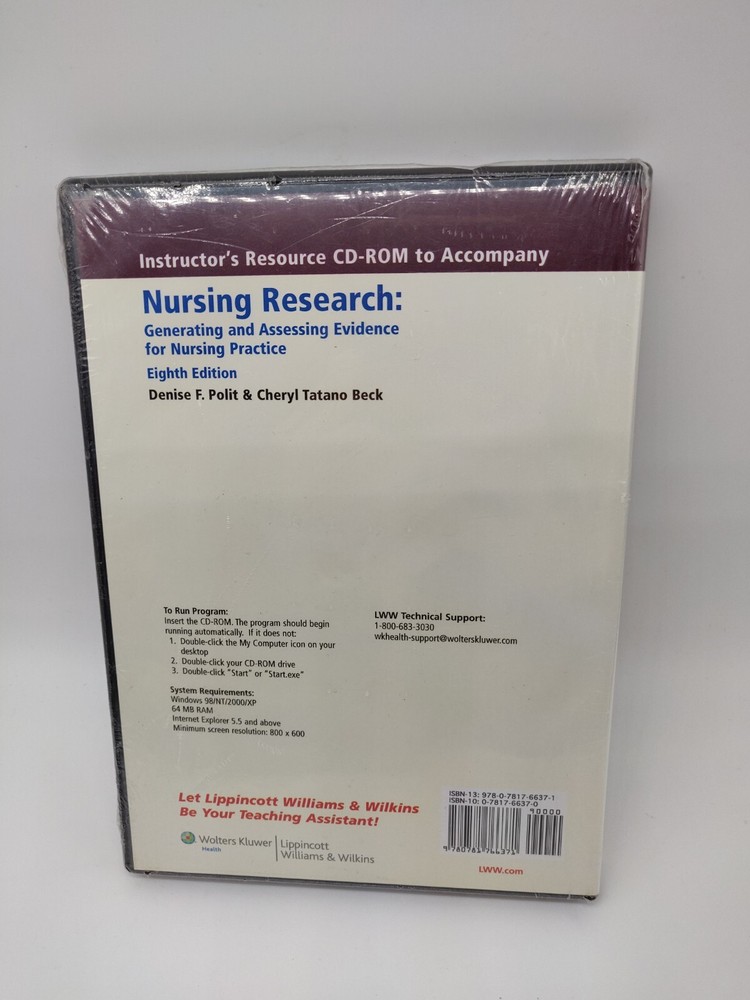 Instructor's Resource CD-ROM to Accompany
Nursing Research:
Generating and Assessing Evidence
for Nursing Practice
Eighth Edition
Denise F. Polit & Cheryl Tatano Beck
To Run Program:
Insert the CD-ROM. The program should begin
running automatically. If it does not:
1. Double-click the My Computer icon on your
desktop
2. Double-click your CD-ROM drive
3. Double-click "Start" or "Start.exe"
System Requirements:
Windows 98/NT/2000/XP
64 MB RAM
Internet Explorer 5.5 and above
Minimum screen resolution: 800 x 600
LWW Technical Support:
1-800-683-3030
wkhealth-support@wolterskluwer.com
Let Lippincott Williams & Wilkins
Be Your Teaching Assistant!
Wolters Kluwer
Health
Lippincott
Williams & Wilkins
ISBN-13: 978-0-7817-6637-1
ISBN-10: 0-7817-6637-0
90000
9 780781 766371
LWW.com